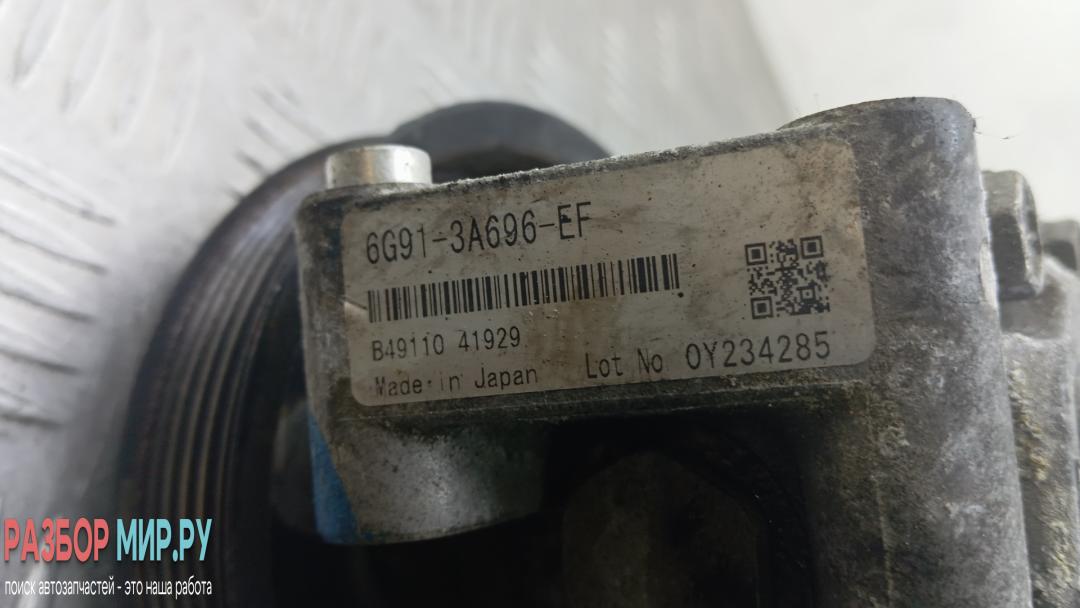 6G91-3A696-EF
B49110 41929
Made in Japan Lot No 0Y234285
РАЗБОР МИР.РУ
поиск автозапчастей - это наша работа